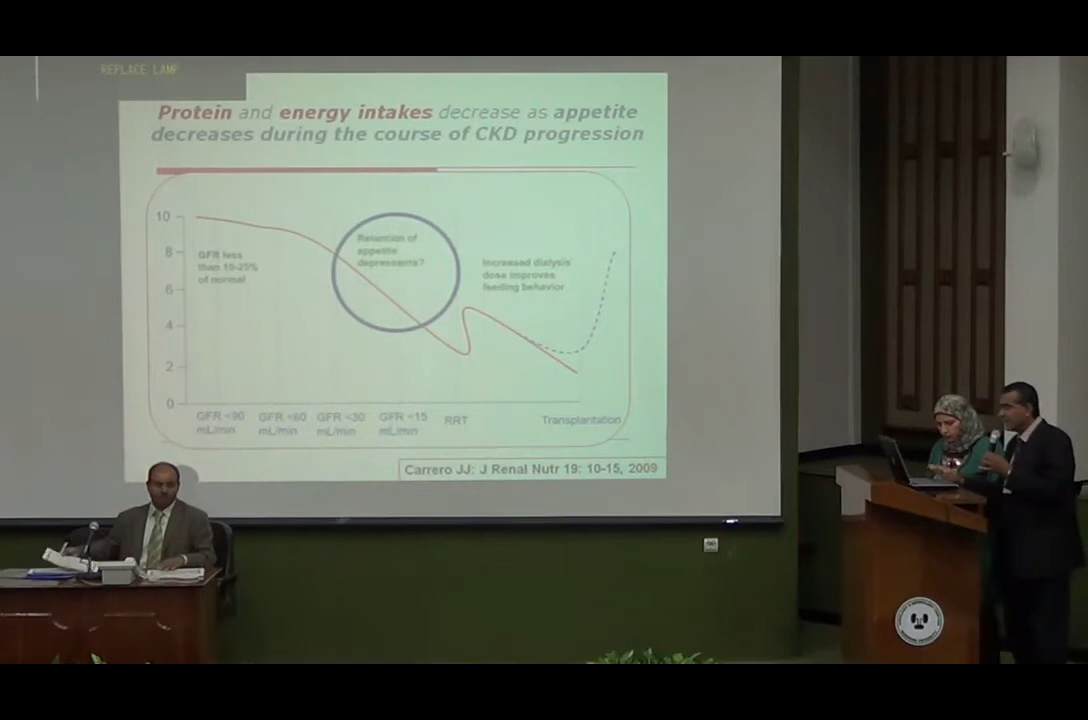 REPLACE LAMP
Protein and energy intakes decrease as appetite
decreases during the course of CKD progression
10
8
6
4
2
0
GFR less
than 10-25%
of normal
Retention of
appetite
depressants?
Increased dialysis
dose improves
feeding behavior
GFR <90
mL/min
GFR <60
mL/min
GFR <30
mL/min
GFR <15
mL/min
RRT
Transplantation
Carrero JJ: J Renal Nutr 19: 10-15, 2009